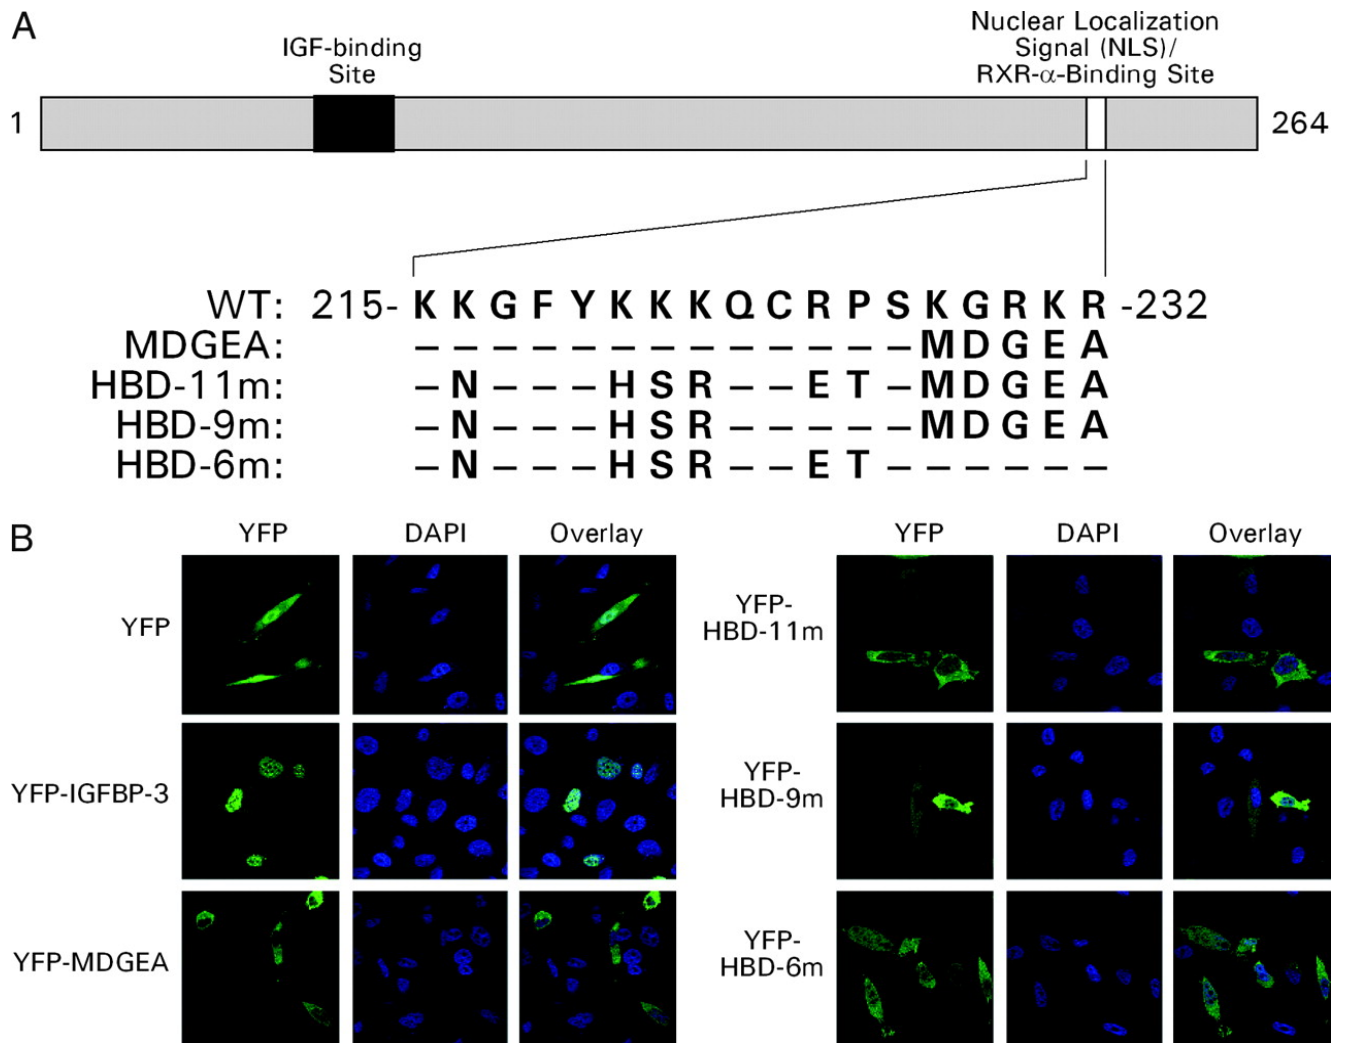 A
IGF-binding
Site
Nuclear Localization
Signal (NLS)/
RXR-α-Binding Site
1
264
WT: 215- K K G F Y K K K Q C R P S K G R K R -232
MDGEA: – – – – – – – – – – – – – M D G E A
HBD-11m: – N – – – H S R – – E T – M D G E A
HBD-9m: – N – – – H S R – – – – – M D G E A
HBD-6m: – N – – – H S R – – E T – – – – – –
B
YFP DAPI Overlay
YFP
YFP-IGFBP-3
YFP-MDGEA
YFP DAPI Overlay
YFP-
HBD-11m
YFP-
HBD-9m
YFP-
HBD-6m